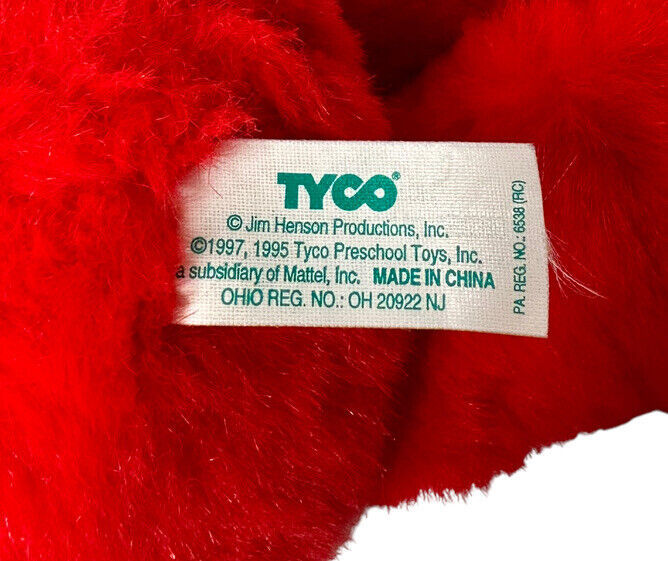 TYCO®
© Jim Henson Productions, Inc.
©1997, 1995 Tyco Preschool Toys, Inc.
a subsidiary of Mattel, Inc. MADE IN CHINA
OHIO REG. NO.: OH 20922 NJ
PA. REG. NO.: 6538 (RC)